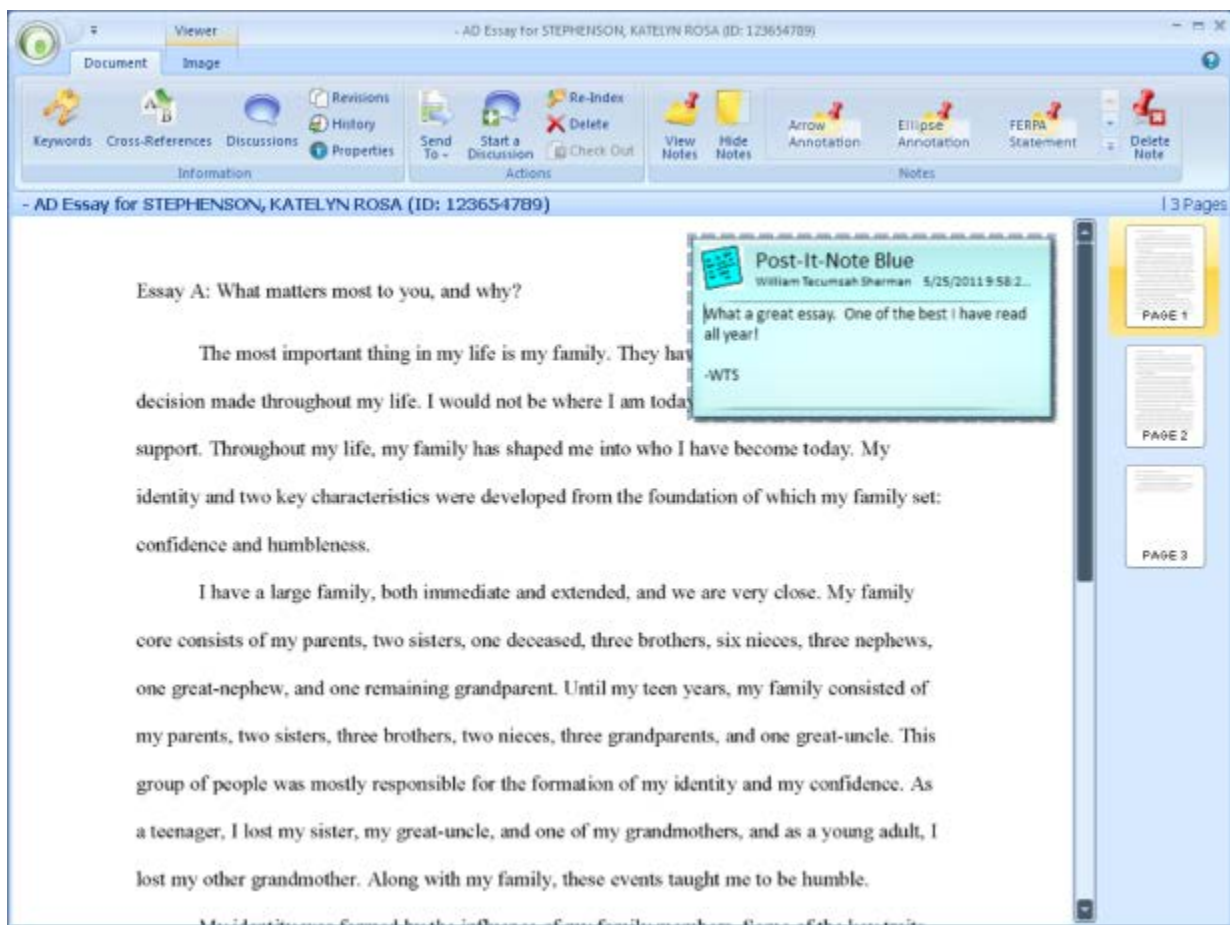 Viewer
- AD Essay for STEPHENSON, KATELYN ROSA (ID: 123654789)
Document Image
Keywords
Cross-References
Discussions
Revisions
History
Properties
Information
Send To
Start a Discussion
Re-Index
Delete
Check Out
Actions
View Notes
Hide Notes
Arrow Annotation
Ellipse Annotation
FERPA Statement
Delete Note
Notes
- AD Essay for STEPHENSON, KATELYN ROSA (ID: 123654789) | 3 Pages
Post-It-Note Blue
William Tecumsah Sherman 5/25/2011 9:58:2...
What a great essay. One of the best I have read
all year!
-WTS
Essay A: What matters most to you, and why?
The most important thing in my life is my family. They
decision made throughout my life. I would not be where I am
support. Throughout my life, my family has shaped me into who I have become today. My
identity and two key characteristics were developed from the foundation of which my family set:
confidence and humbleness.
I have a large family, both immediate and extended, and we are very close. My family
core consists of my parents, two sisters, one deceased, three brothers, six nieces, three nephews,
one great-nephew, and one remaining grandparent. Until my teen years, my family consisted of
my parents, two sisters, three brothers, two nieces, three grandparents, and one great-uncle. This
group of people was mostly responsible for the formation of my identity and my confidence. As
a teenager, I lost my sister, my great-uncle, and one of my grandmothers, and as a young adult, I
lost my other grandmother. Along with my family, these events taught me to be humble.
PAGE 1
PAGE 2
PAGE 3